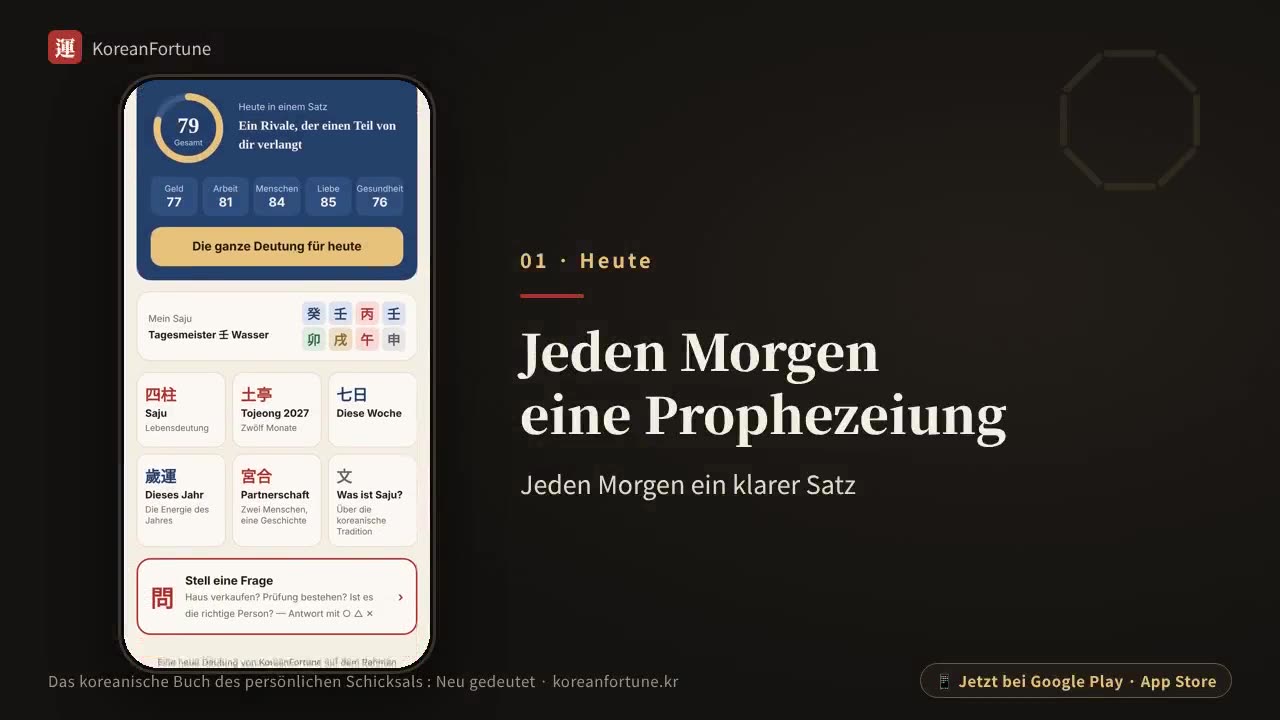 運 KoreanFortune
79
Gesamt
Heute in einem Satz
Ein Rivale, der einen Teil von
dir verlangt
Geld Arbeit Menschen Liebe Gesundheit
77 81 84 85 76
Die ganze Deutung für heute
Mein Saju
Tagesmeister 壬 Wasser
癸 壬 丙 壬
卯 戌 午 申
四柱 土亭 七日
Saju Tojeong 2027 Diese Woche
Lebensdeutung Zwölf Monate
歲運 宮合 文
Dieses Jahr Partnerschaft Was ist Saju?
Die Energie des Zwei Menschen, Über die
Jahres eine Geschichte koreanische
Tradition
問
Stell eine Frage
Haus verkaufen? Prüfung bestehen? Ist es
die richtige Person? — Antwort mit ○ △ ×
›
01 · Heute
Jeden Morgen
eine Prophezeiung
Jeden Morgen ein klarer Satz
Das koreanische Buch des persönlichen Schicksals : Neu gedeutet · koreanfortune.kr
Jetzt bei Google Play · App Store